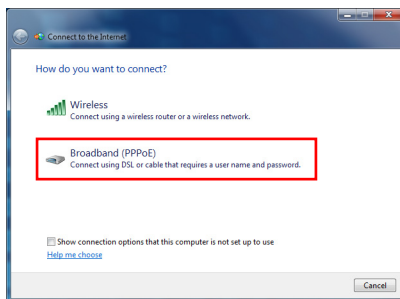 Connect to the Internet
How do you want to connect?
Wireless
Connect using a wireless router or a wireless network.
Broadband (PPPoE)
Connect using DSL or cable that requires a user name and password.
Show connection options that this computer is not set up to use
Help me choose
Cancel